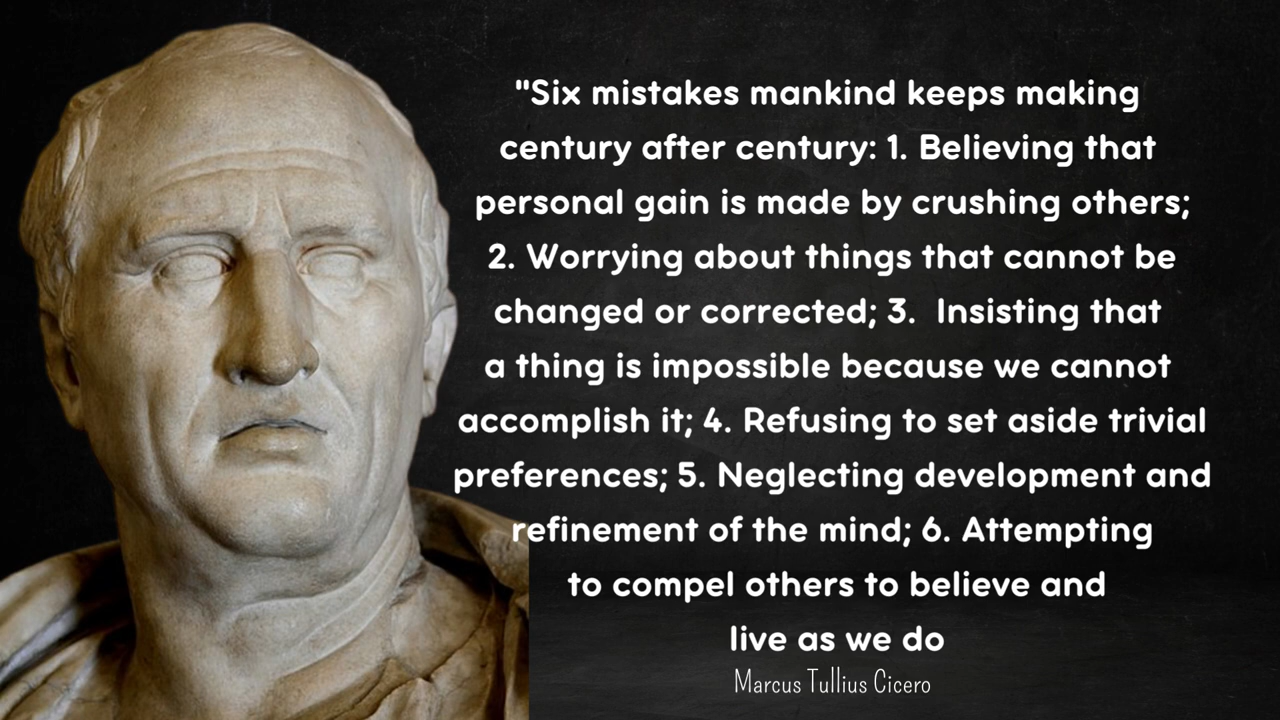 "Six mistakes mankind keeps making
century after century: 1. Believing that
personal gain is made by crushing others;
2. Worrying about things that cannot be
changed or corrected; 3.  Insisting that
a thing is impossible because we cannot
accomplish it; 4. Refusing to set aside trivial
preferences; 5. Neglecting development and
refinement of the mind; 6. Attempting
to compel others to believe and
live as we do
Marcus Tullius Cicero